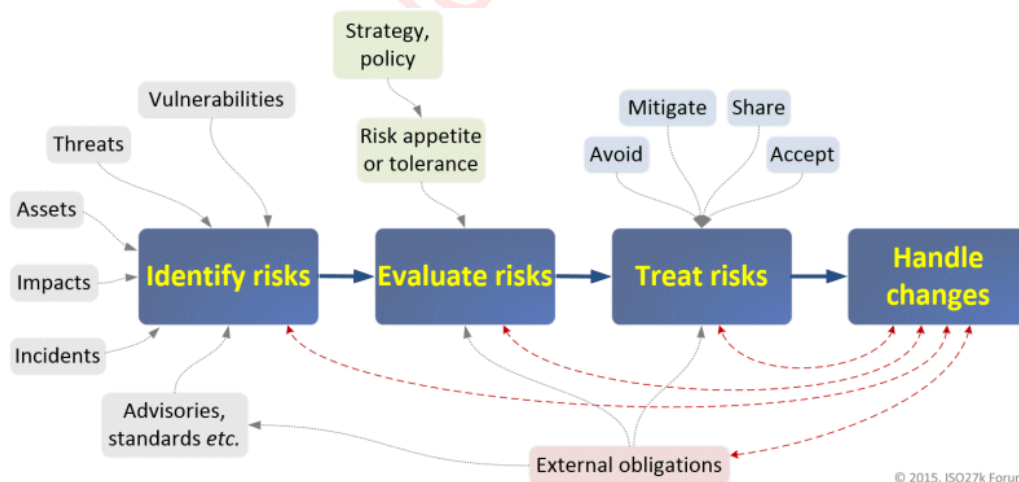 Strategy,
policy
Vulnerabilities
Mitigate
Share
Threats
Risk appetite
or tolerance
Avoid
Accept
Assets
Identify risks
Evaluate risks
Treat risks
Handle
changes
Impacts
Incidents
Advisories,
standards etc.
External obligations
© 2015, ISO27k Forum